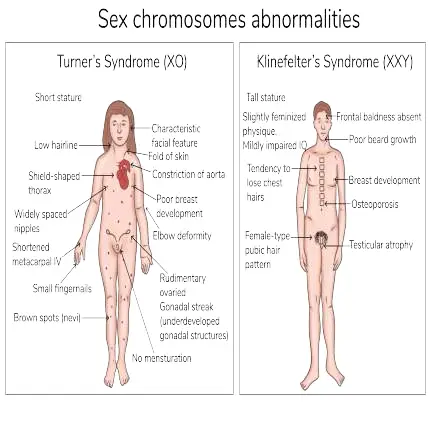 Sex chromosomes abnormalities
Turner's Syndrome (XO)
Short stature
Low hairline
Shield-shaped
thorax
Widely spaced
nippies
Shortened
metacarpal IV
Small fingernails
Brown spots (nevi)
Characteristic
facial feature
Fold of skin
Constriction of aorta
Poor breast
development
Elbow deformity
Rudimentary
ovaried
Gonadal streak
(underdeveloped
gonadal structures)
No mensturation
Klinefelter's Syndrome (XXY)
Tall stature
Slightly feminized
physique.
Mildly impaired IQ
Tendency to
lose chest
hairs
Female-type
pubic hair
pattern
Frontal baldness absent
Poor beard growth
Breast development
Osteoporosis
Testicular atrophy